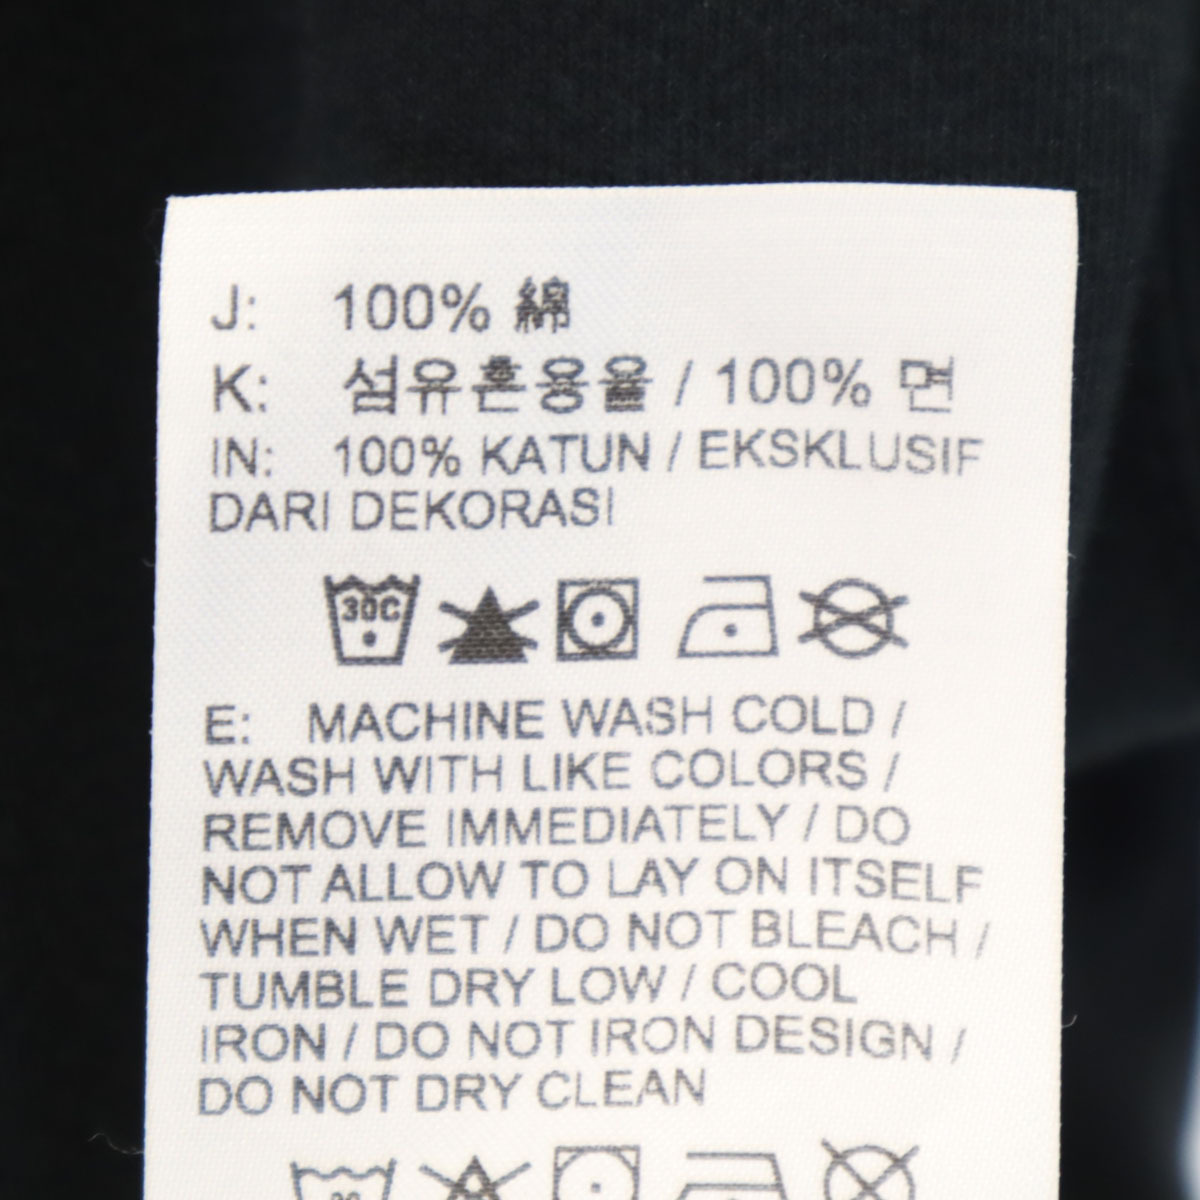 J: 100% 綿
K: 섬유혼용율 / 100% 면
IN: 100% KATUN / EKSKLUSIF
DARI DEKORASI
30C
E: MACHINE WASH COLD /
WASH WITH LIKE COLORS /
REMOVE IMMEDIATELY / DO
NOT ALLOW TO LAY ON ITSELF
WHEN WET / DO NOT BLEACH /
TUMBLE DRY LOW / COOL
IRON / DO NOT IRON DESIGN /
DO NOT DRY CLEAN